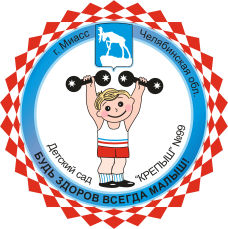 г. Миасс
Челябинская обл.
Детский сад
"КРЕПЫШ" №99
БУДЬ ЗДОРОВ ВСЕГДА МАЛЫШ!